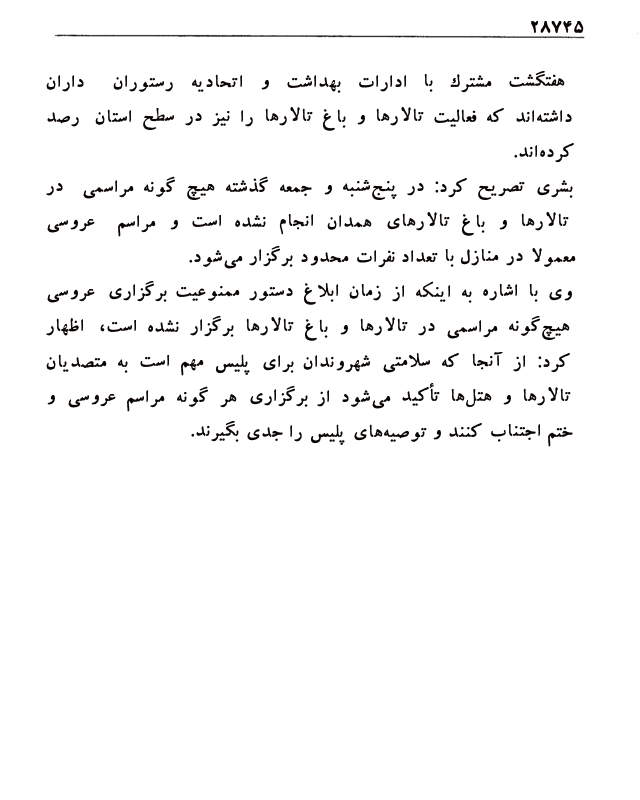 ۲۸۷۴۵
هفتگشت مشترك با ادارات بهداشت و اتحادیه رستوران داران
داشته‌اند که فعالیت تالارها و باغ تالارها را نیز در سطح استان رصد
کرده‌اند.
بشری تصریح کرد: در پنج‌شنبه و جمعه گذشته هیچ گونه مراسمی در
تالارها و باغ تالارهای همدان انجام نشده است و مراسم عروسی
معمولا در منازل با تعداد نفرات محدود برگزار می‌شود.
وی با اشاره به اینکه از زمان ابلاغ دستور ممنوعیت برگزاری عروسی
هیچ‌گونه مراسمی در تالارها و باغ تالارها برگزار نشده است، اظهار
کرد: از آنجا که سلامتی شهروندان برای پلیس مهم است به متصدیان
تالارها و هتل‌ها تأکید می‌شود از برگزاری هر گونه مراسم عروسی و
ختم اجتناب کنند و توصیه‌های پلیس را جدی بگیرند.